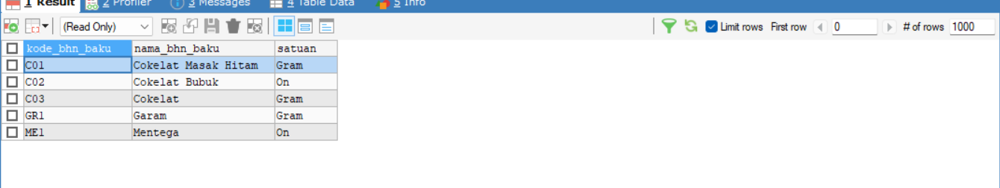 1 Result 2 Profiler 3 Messages 4 Table Data 5 Info
(Read Only) Limit rows First row 0 # of rows 1000
kode_bhn_baku nama_bhn_baku satuan
C01 Cokelat Masak Hitam Gram
C02 Cokelat Bubuk On
C03 Cokelat Gram
GR1 Garam Gram
ME1 Mentega On